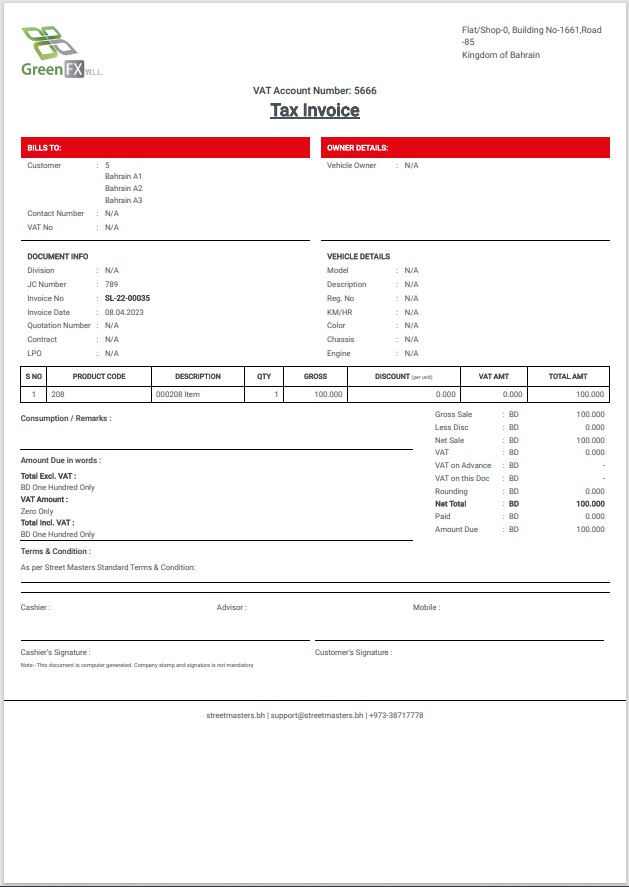 Flat/Shop-0, Building No-1661,Road
-85
Kingdom of Bahrain
GreenFX W.L.L.
VAT Account Number: 5666
Tax Invoice
BILLS TO:
Customer : 5
Bahrain A1
Bahrain A2
Bahrain A3
Contact Number : N/A
VAT No : N/A
OWNER DETAILS:
Vehicle Owner : N/A
DOCUMENT INFO
Division : N/A
JC Number : 789
Invoice No : SL-22-00035
Invoice Date : 08.04.2023
Quotation Number : N/A
Contract : N/A
LPO : N/A
VEHICLE DETAILS
Model : N/A
Description : N/A
Reg. No : N/A
KM/HR : N/A
Color : N/A
Chassis : N/A
Engine : N/A
S NO PRODUCT CODE DESCRIPTION QTY GROSS DISCOUNT (per unit) VAT AMT TOTAL AMT
1 208 000208 Item 1 100.000 0.000 0.000 100.000
Consumption / Remarks :
Amount Due in words :
Total Excl. VAT :
BD One Hundred Only
VAT Amount :
Zero Only
Total Incl. VAT :
BD One Hundred Only
Gross Sale : BD 100.000
Less Disc : BD 0.000
Net Sale : BD 100.000
VAT : BD 0.000
VAT on Advance : BD -
VAT on this Doc : BD -
Rounding : BD 0.000
Net Total : BD 100.000
Paid : BD 0.000
Amount Due : BD 100.000
Terms & Condition :
As per Street Masters Standard Terms & Condition:
Cashier : Advisor : Mobile :
Cashier's Signature : Customer's Signature :
Note:- This document is computer generated. Company stamp and signature is not mandatory
streetmasters.bh | support@streetmasters.bh | +973-38717778